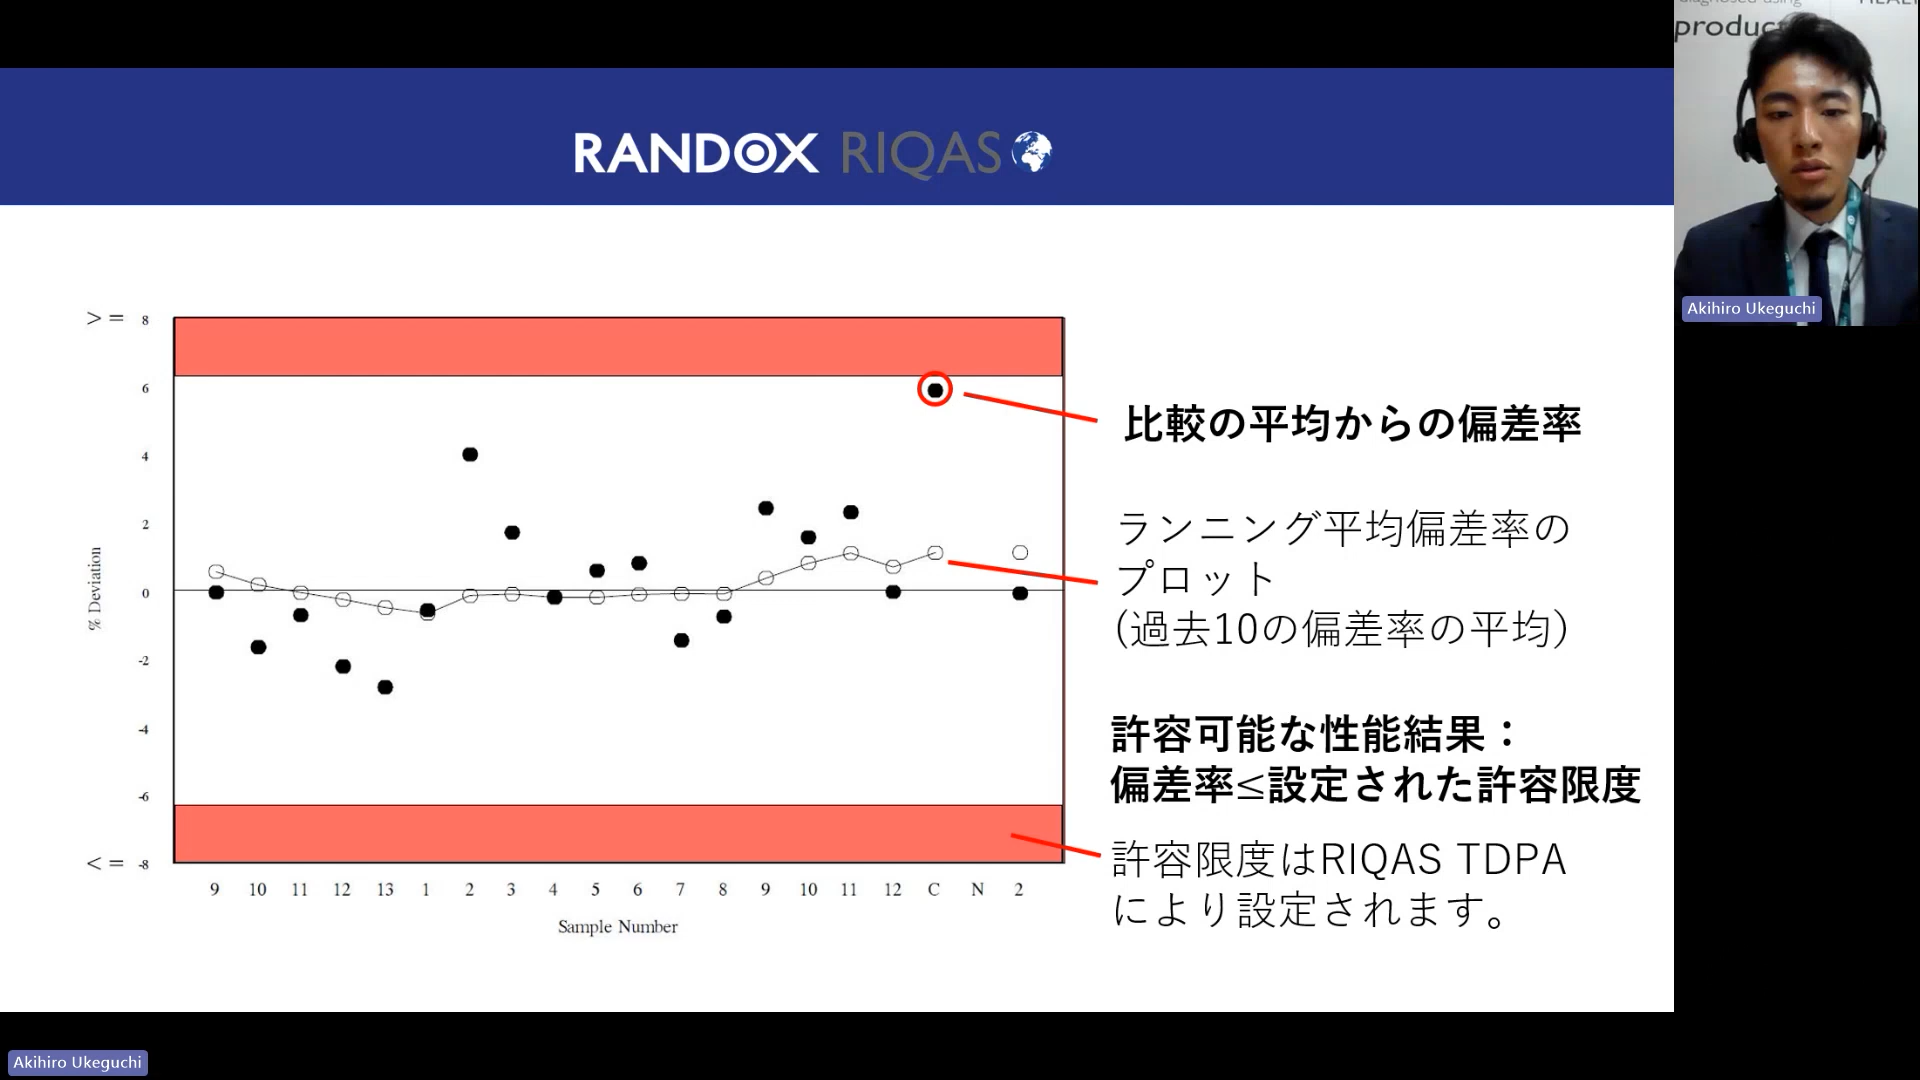 diagnosed using
HEAL
produc
RANDOX RIQAS
Akihiro Ukeguchi
> = 8
6
4
2
0
-2
-4
-6
< = -8
% Deviation
9 10 11 12 13 1 2 3 4 5 6 7 8 9 10 11 12 C N 2
Sample Number
比較の平均からの偏差率
ランニング平均偏差率の
プロット
(過去10の偏差率の平均)
許容可能な性能結果：
偏差率≤設定された許容限度
許容限度はRIQAS TDPA
により設定されます。
Akihiro Ukeguchi